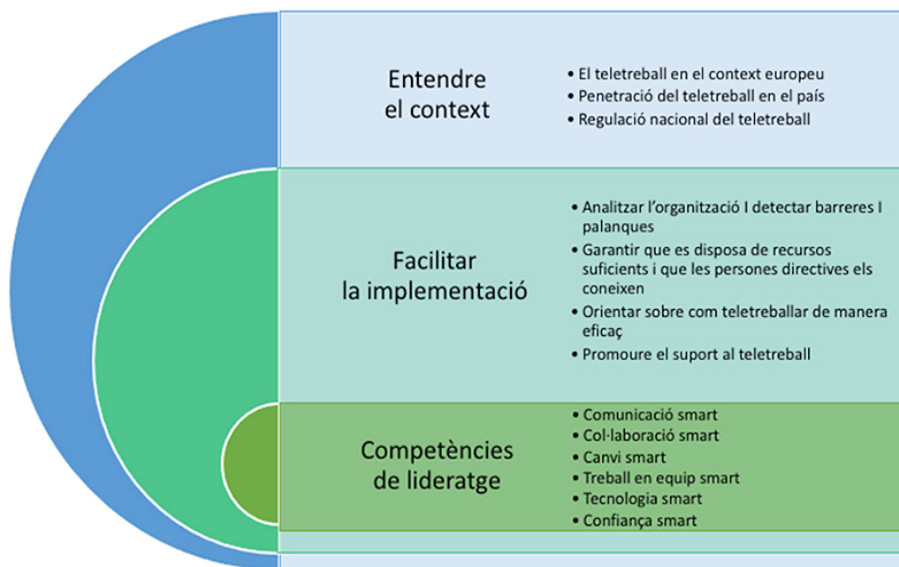 Entendre
el context
• El teletreball en el context europeu
• Penetració del teletreball en el país
• Regulació nacional del teletreball
Facilitar
la implementació
• Analitzar l’organització I detectar barreres I
palanques
• Garantir que es disposa de recursos
suficients i que les persones directives els
coneixen
• Orientar sobre com teletreballar de manera
eficaç
• Promoure el suport al teletreball
Competències
de lideratge
• Comunicació smart
• Col·laboració smart
• Canvi smart
• Treball en equip smart
• Tecnologia smart
• Confiança smart